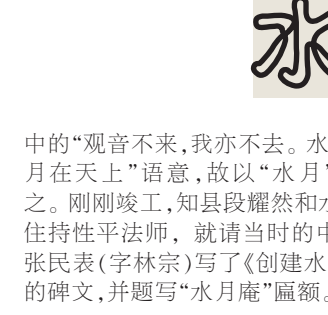 水
中的“观音不来,我亦不去。水
月在天上”语意,故以“水月”
之。刚刚竣工,知县段耀然和水
住持性平法师，就请当时的中
张民表(字林宗)写了《创建水
的碑文,并题写“水月庵”匾额。